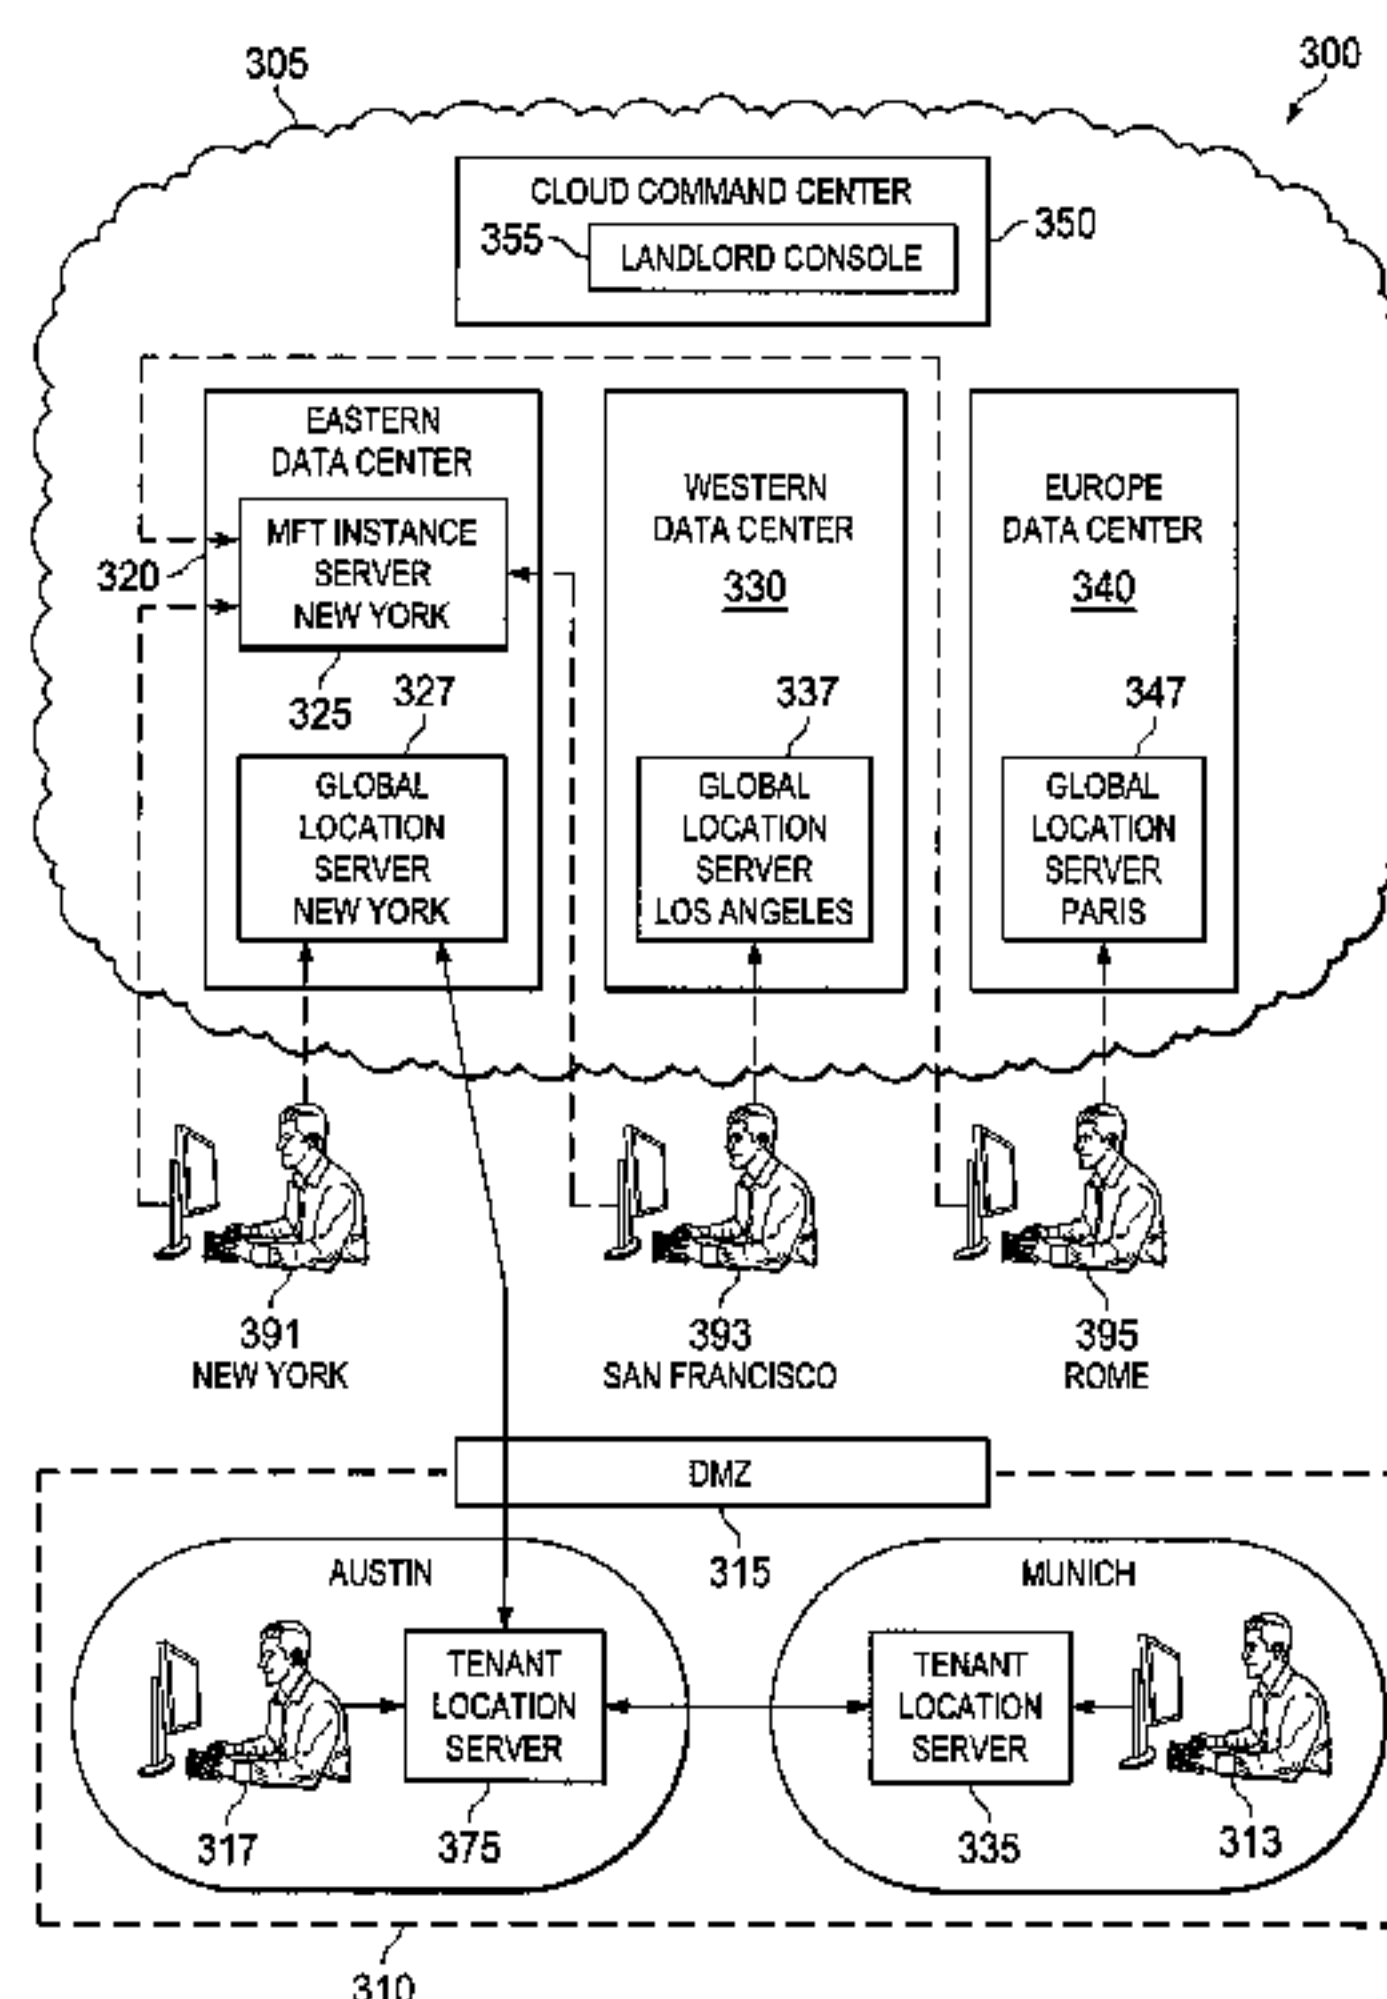 305
300
CLOUD COMMAND CENTER
350
355
LANDLORD CONSOLE
EASTERN
DATA CENTER
MFT INSTANCE
SERVER
NEW YORK
320
325
327
GLOBAL
LOCATION
SERVER
NEW YORK
WESTERN
DATA CENTER
330
337
GLOBAL
LOCATION
SERVER
LOS ANGELES
EUROPE
DATA CENTER
340
347
GLOBAL
LOCATION
SERVER
PARIS
391
NEW YORK
393
SAN FRANCISCO
395
ROME
DMZ
315
AUSTIN
TENANT
LOCATION
SERVER
317
375
MUNICH
TENANT
LOCATION
SERVER
335
313
310